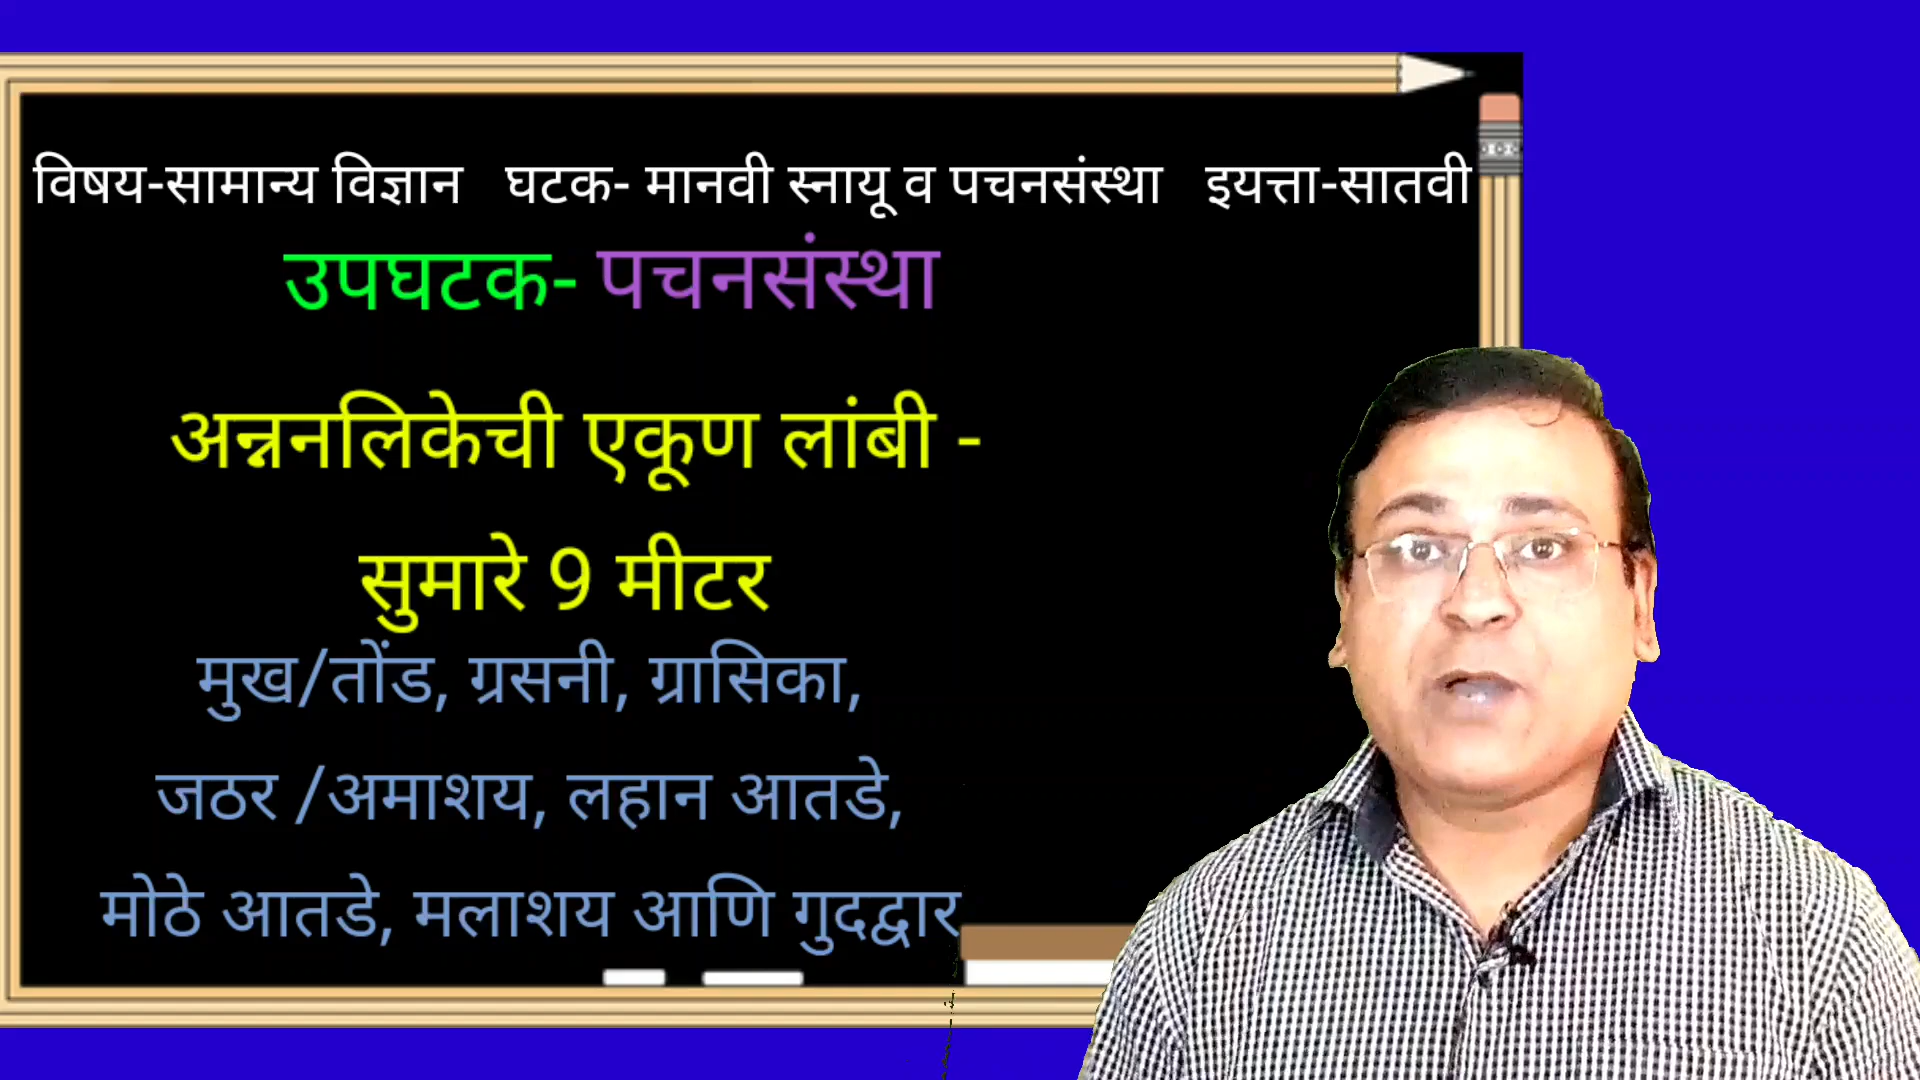 विषय-सामान्य विज्ञान घटक- मानवी स्नायू व पचनसंस्था इयत्ता-सातवी
उपघटक- पचनसंस्था
अन्ननलिकेची एकूण लांबी -
सुमारे 9 मीटर
मुख/तोंड, ग्रसनी, ग्रासिका,
जठर /अमाशय, लहान आतडे,
मोठे आतडे, मलाशय आणि गुदद्वार